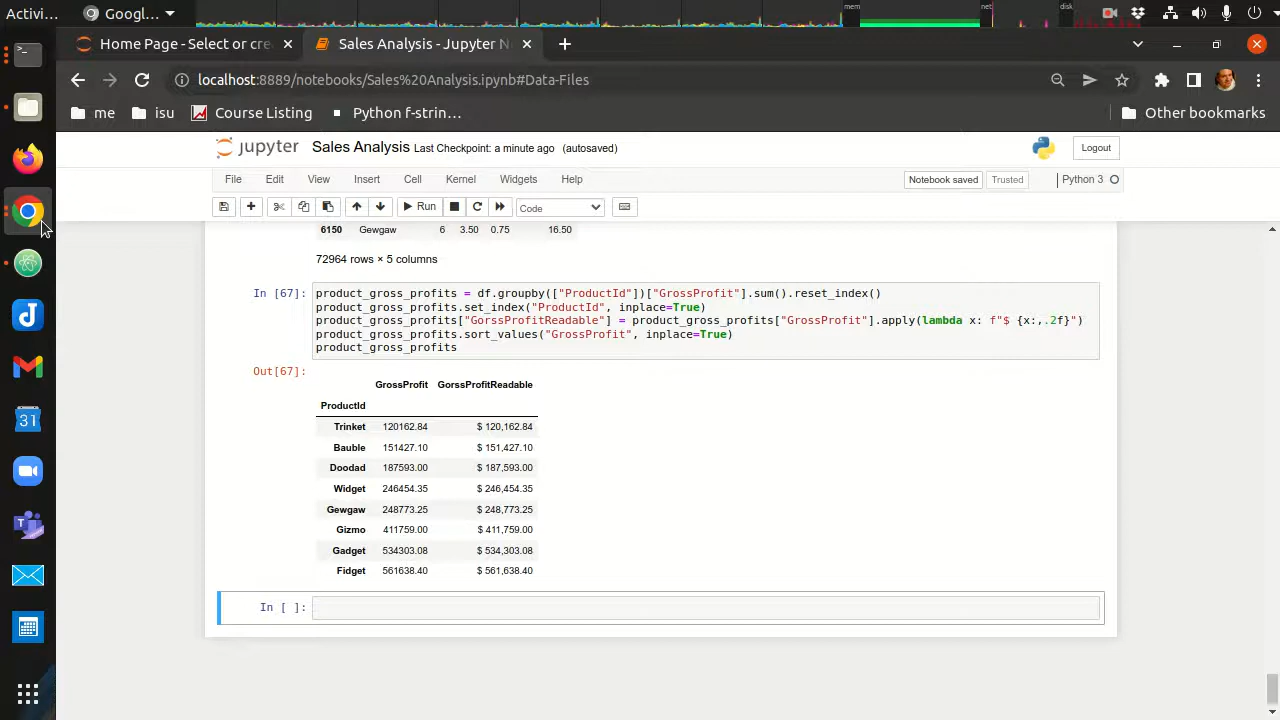 Activi...
Googl...
mem
net
disk
Home Page - Select or cre
Sales Analysis - Jupyter N
localhost:8889/notebooks/Sales%20Analysis.ipynb#Data-Files
me
isu
Course Listing
Python f-strin...
Other bookmarks
jupyter
Sales Analysis Last Checkpoint: a minute ago (autosaved)
Logout
File
Edit
View
Insert
Cell
Kernel
Widgets
Help
Notebook saved
Trusted
Python 3
Run
Code
6150 Gewgaw 6 3.50 0.75 16.50
72964 rows × 5 columns
In [67]:
product_gross_profits = df.groupby(["ProductId"])["GrossProfit"].sum().reset_index()
product_gross_profits.set_index("ProductId", inplace=True)
product_gross_profits["GorssProfitReadable"] = product_gross_profits["GrossProfit"].apply(lambda x: f"$ {x:,.2f}")
product_gross_profits.sort_values("GrossProfit", inplace=True)
product_gross_profits
Out[67]:
GrossProfit GorssProfitReadable
ProductId
Trinket 120162.84 $ 120,162.84
Bauble 151427.10 $ 151,427.10
Doodad 187593.00 $ 187,593.00
Widget 246454.35 $ 246,454.35
Gewgaw 248773.25 $ 248,773.25
Gizmo 411759.00 $ 411,759.00
Gadget 534303.08 $ 534,303.08
Fidget 561638.40 $ 561,638.40
In [ ]:
31